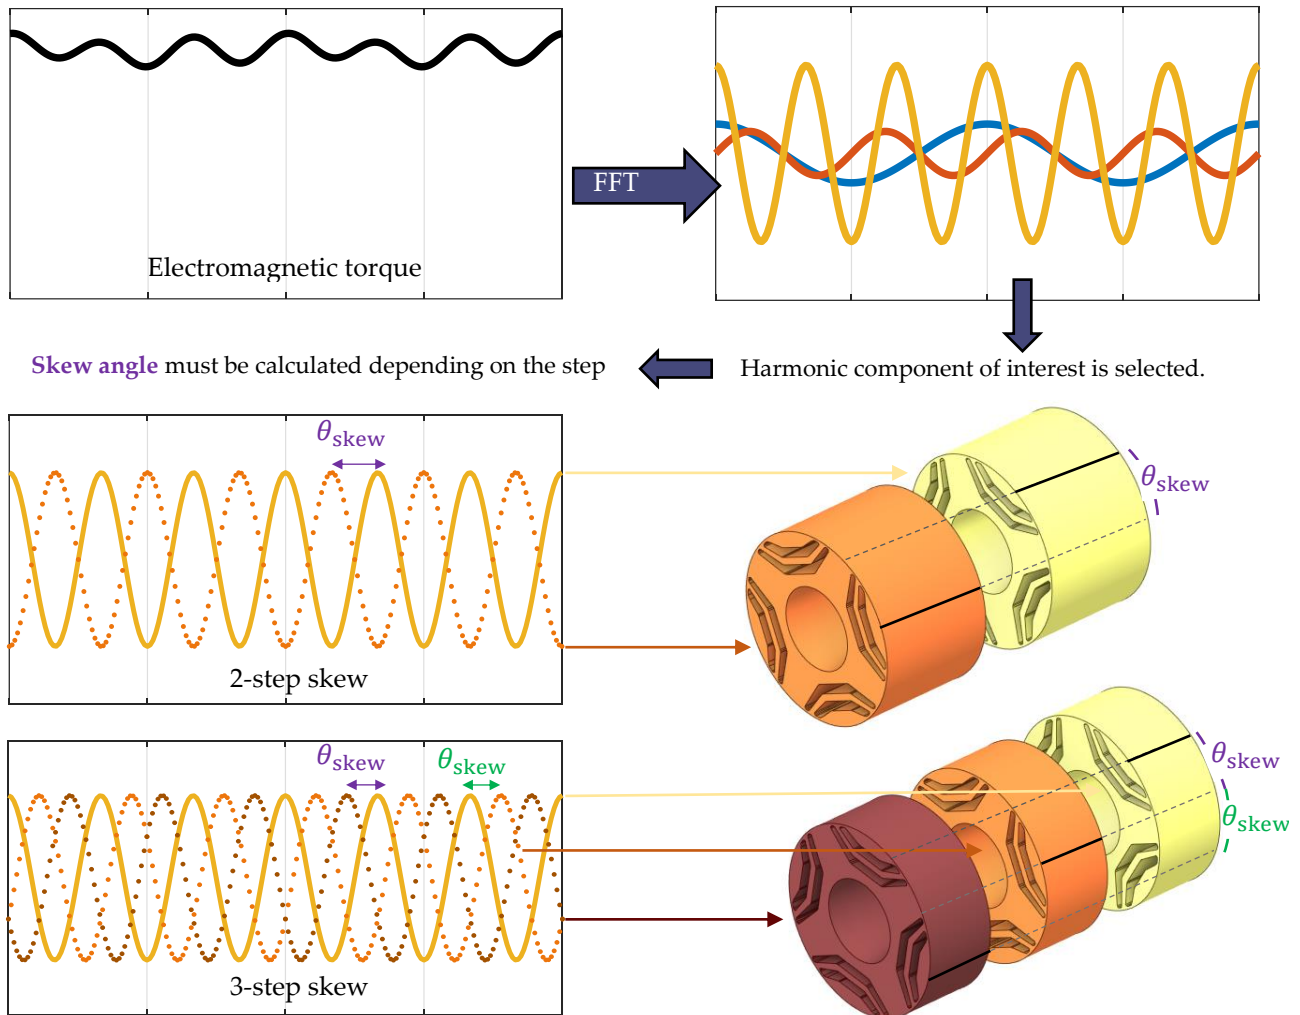 Electromagnetic torque
FFT
Skew angle must be calculated depending on the step
Harmonic component of interest is selected.
θskew
θskew
2-step skew
θskew
θskew
θskew
θskew
3-step skew